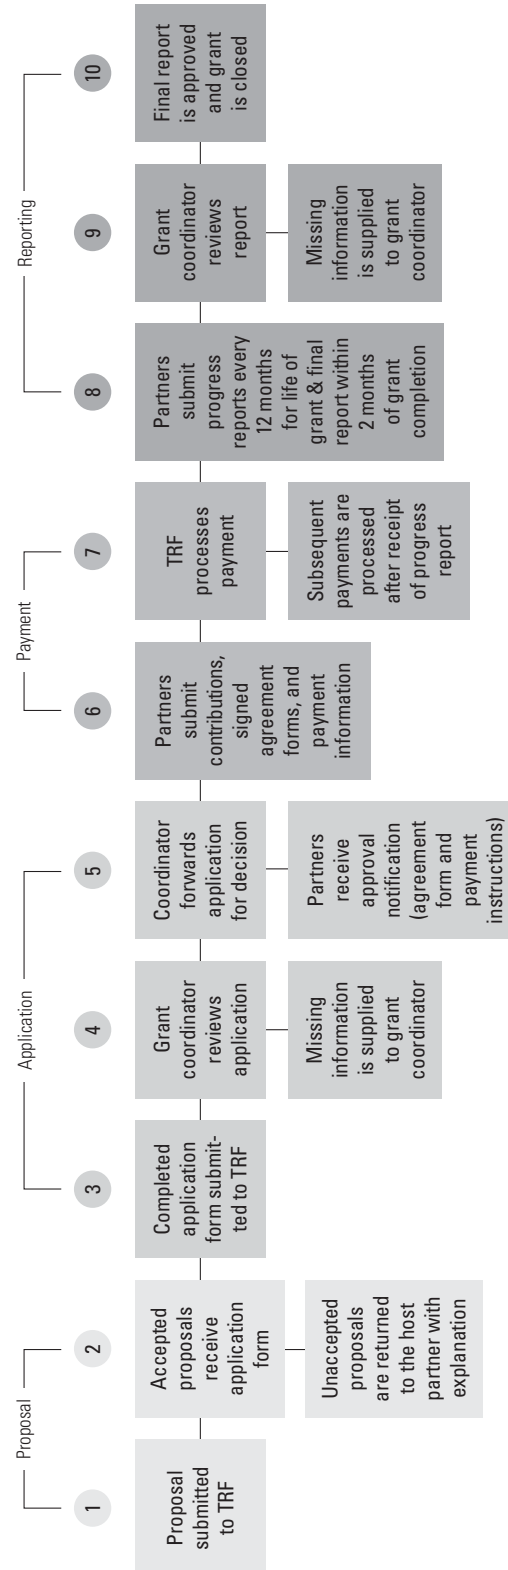 Proposal
Application
Payment
Reporting
1
2
3
4
5
6
7
8
9
10
Proposal
submitted
to TRF
Accepted
proposals
receive
application
form
Unaccepted
proposals
are returned
to the host
partner with
explanation
Completed
application
form submit-
ted to TRF
Grant
coordinator
reviews
application
Missing
information
is supplied
to grant
coordinator
Coordinator
forwards
application
for decision
Partners
receive
approval
notification
(agreement
form and
payment
instructions)
Partners
submit
contributions,
signed
agreement
forms, and
payment
information
TRF
processes
payment
Subsequent
payments are
processed
after receipt
of progress
report
Partners
submit
progress
reports every
12 months
for life of
grant & final
report within
2 months
of grant
completion
Grant
coordinator
reviews
report
Missing
information
is supplied
to grant
coordinator
Final report
is approved
and grant
is closed